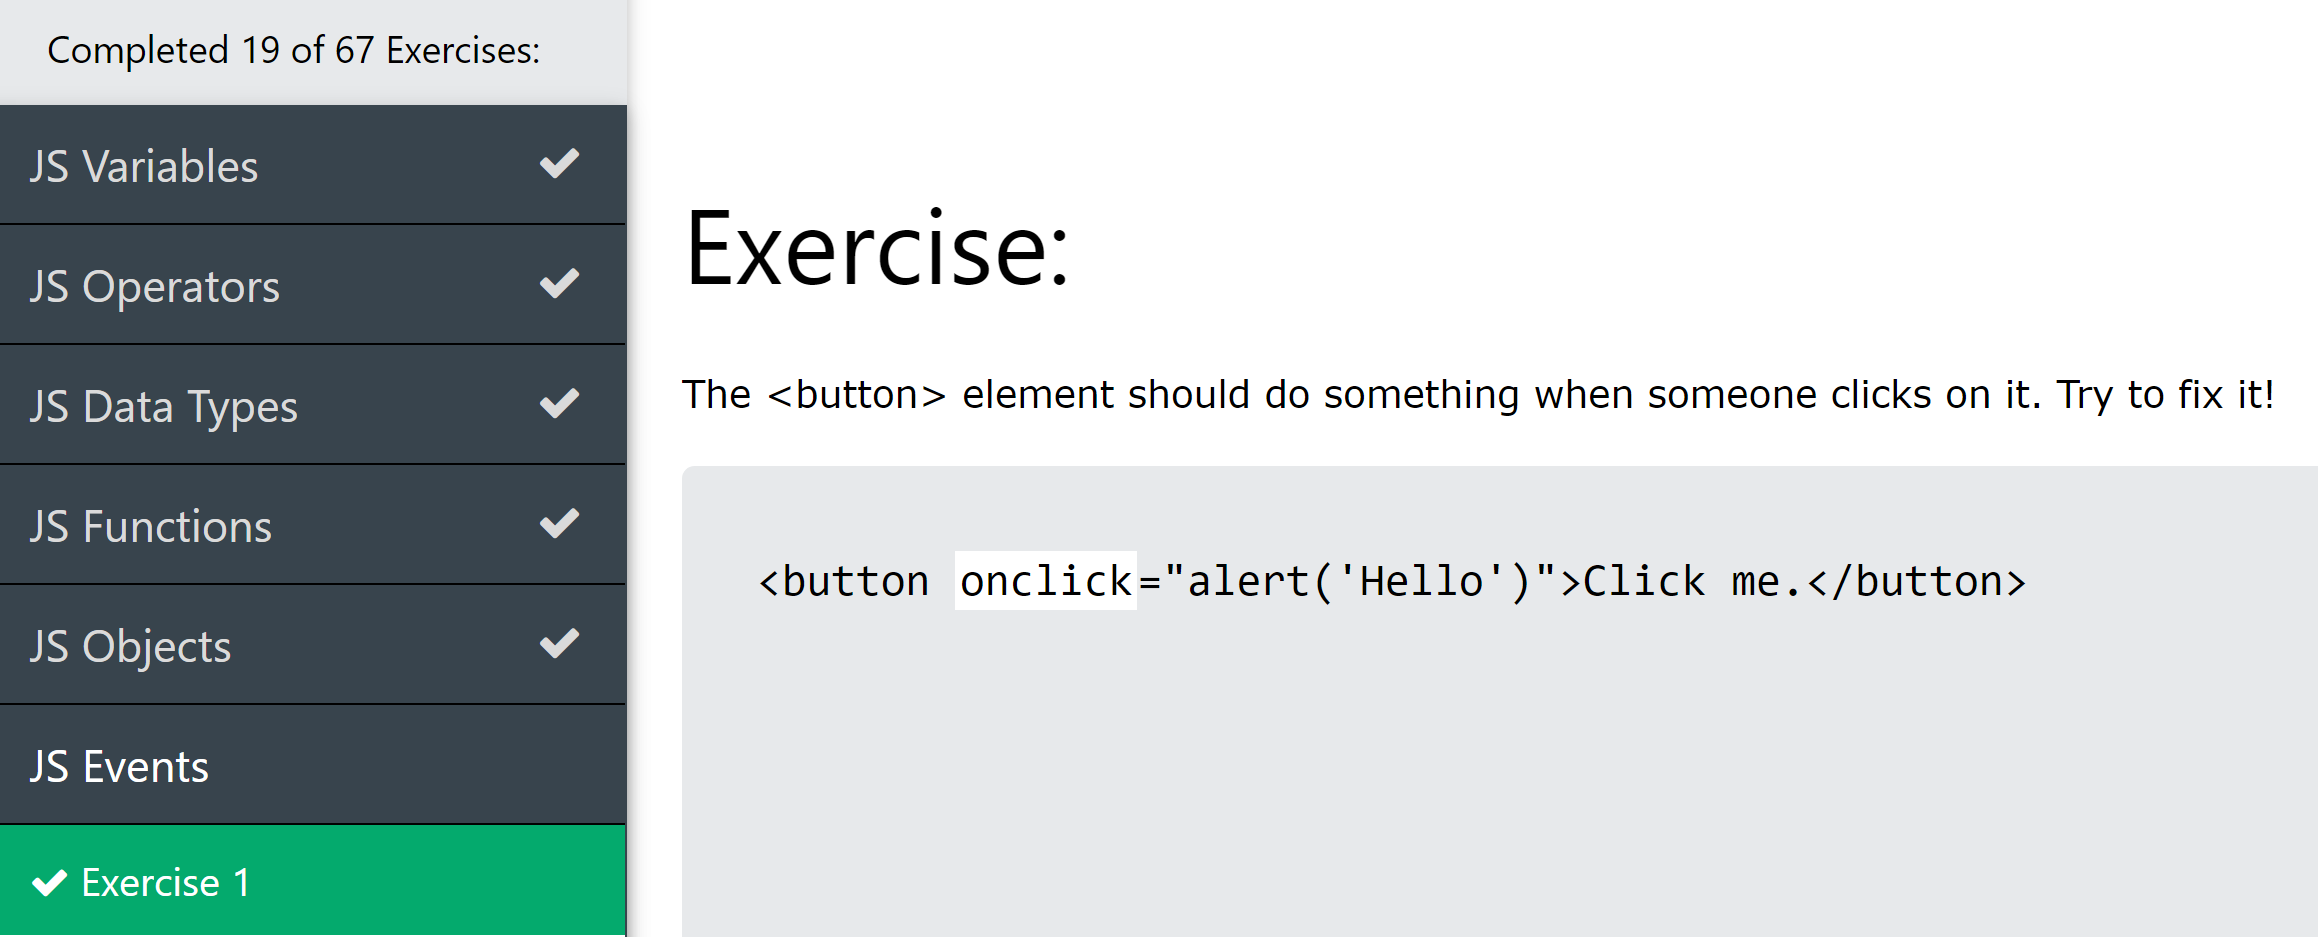 Completed 19 of 67 Exercises:
JS Variables
JS Operators
JS Data Types
JS Functions
JS Objects
JS Events
Exercise 1
Exercise:
The <button> element should do something when someone clicks on it. Try to fix it!
<button onclick="alert('Hello')">Click me.</button>